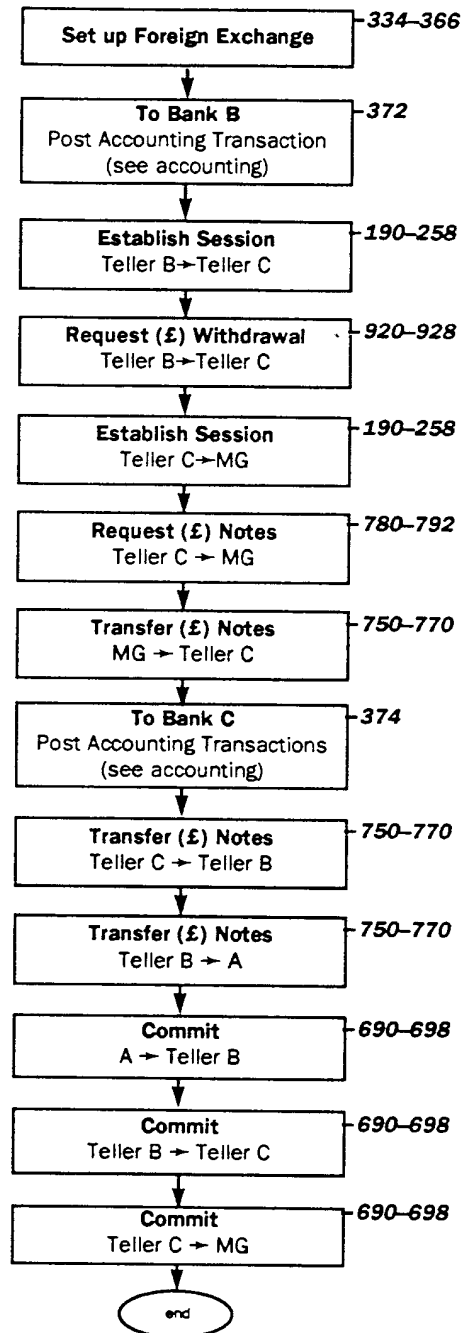 Set up Foreign Exchange
334–366
To Bank B
372
Post Accounting Transaction
(see accounting)
Establish Session
190–258
Teller B→Teller C
Request (£) Withdrawal
920–928
Teller B→Teller C
Establish Session
190–258
Teller C→MG
Request (£) Notes
780–792
Teller C → MG
Transfer (£) Notes
750–770
MG → Teller C
To Bank C
374
Post Accounting Transactions
(see accounting)
Transfer (£) Notes
750–770
Teller C → Teller B
Transfer (£) Notes
750–770
Teller B → A
Commit
690–698
A → Teller B
Commit
690–698
Teller B → Teller C
Commit
690–698
Teller C → MG
end